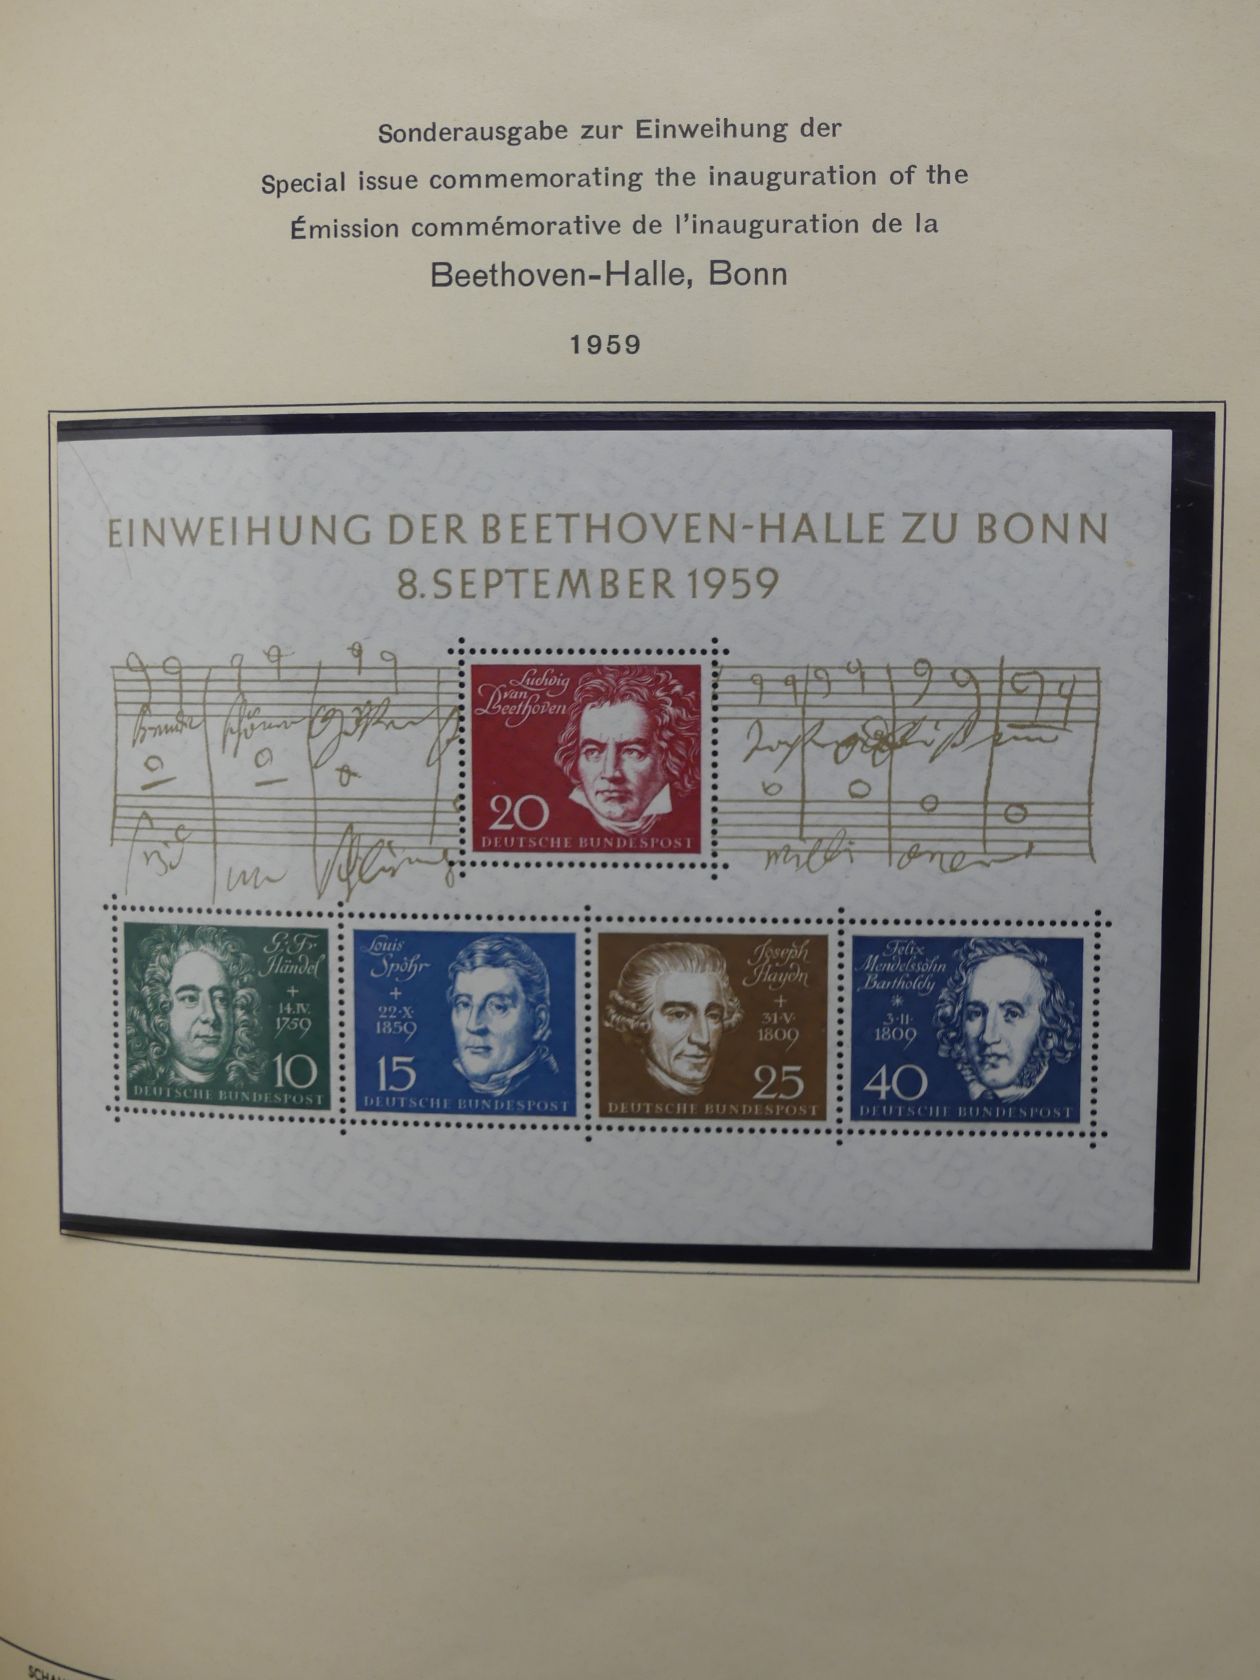 Sonderausgabe zur Einweihung der
Special issue commemorating the inauguration of the
Émission commémorative de l'inauguration de la
Beethoven-Halle, Bonn
1959
EINWEIHUNG DER BEETHOVEN-HALLE ZU BONN
8. SEPTEMBER 1959
Ludwig
van
Beethoven
20
DEUTSCHE BUNDESPOST
G. Fr.
Händel
+
14.IV.
1759
10
DEUTSCHE BUNDESPOST
Louis
Spohr
+
22·X·
1859
15
DEUTSCHE BUNDESPOST
Joseph
Haydn
+
31·V·
1809
25
DEUTSCHE BUNDESPOST
Felix
Mendelssohn
Bartholdy
*
3·II·
1809
40
DEUTSCHE BUNDESPOST